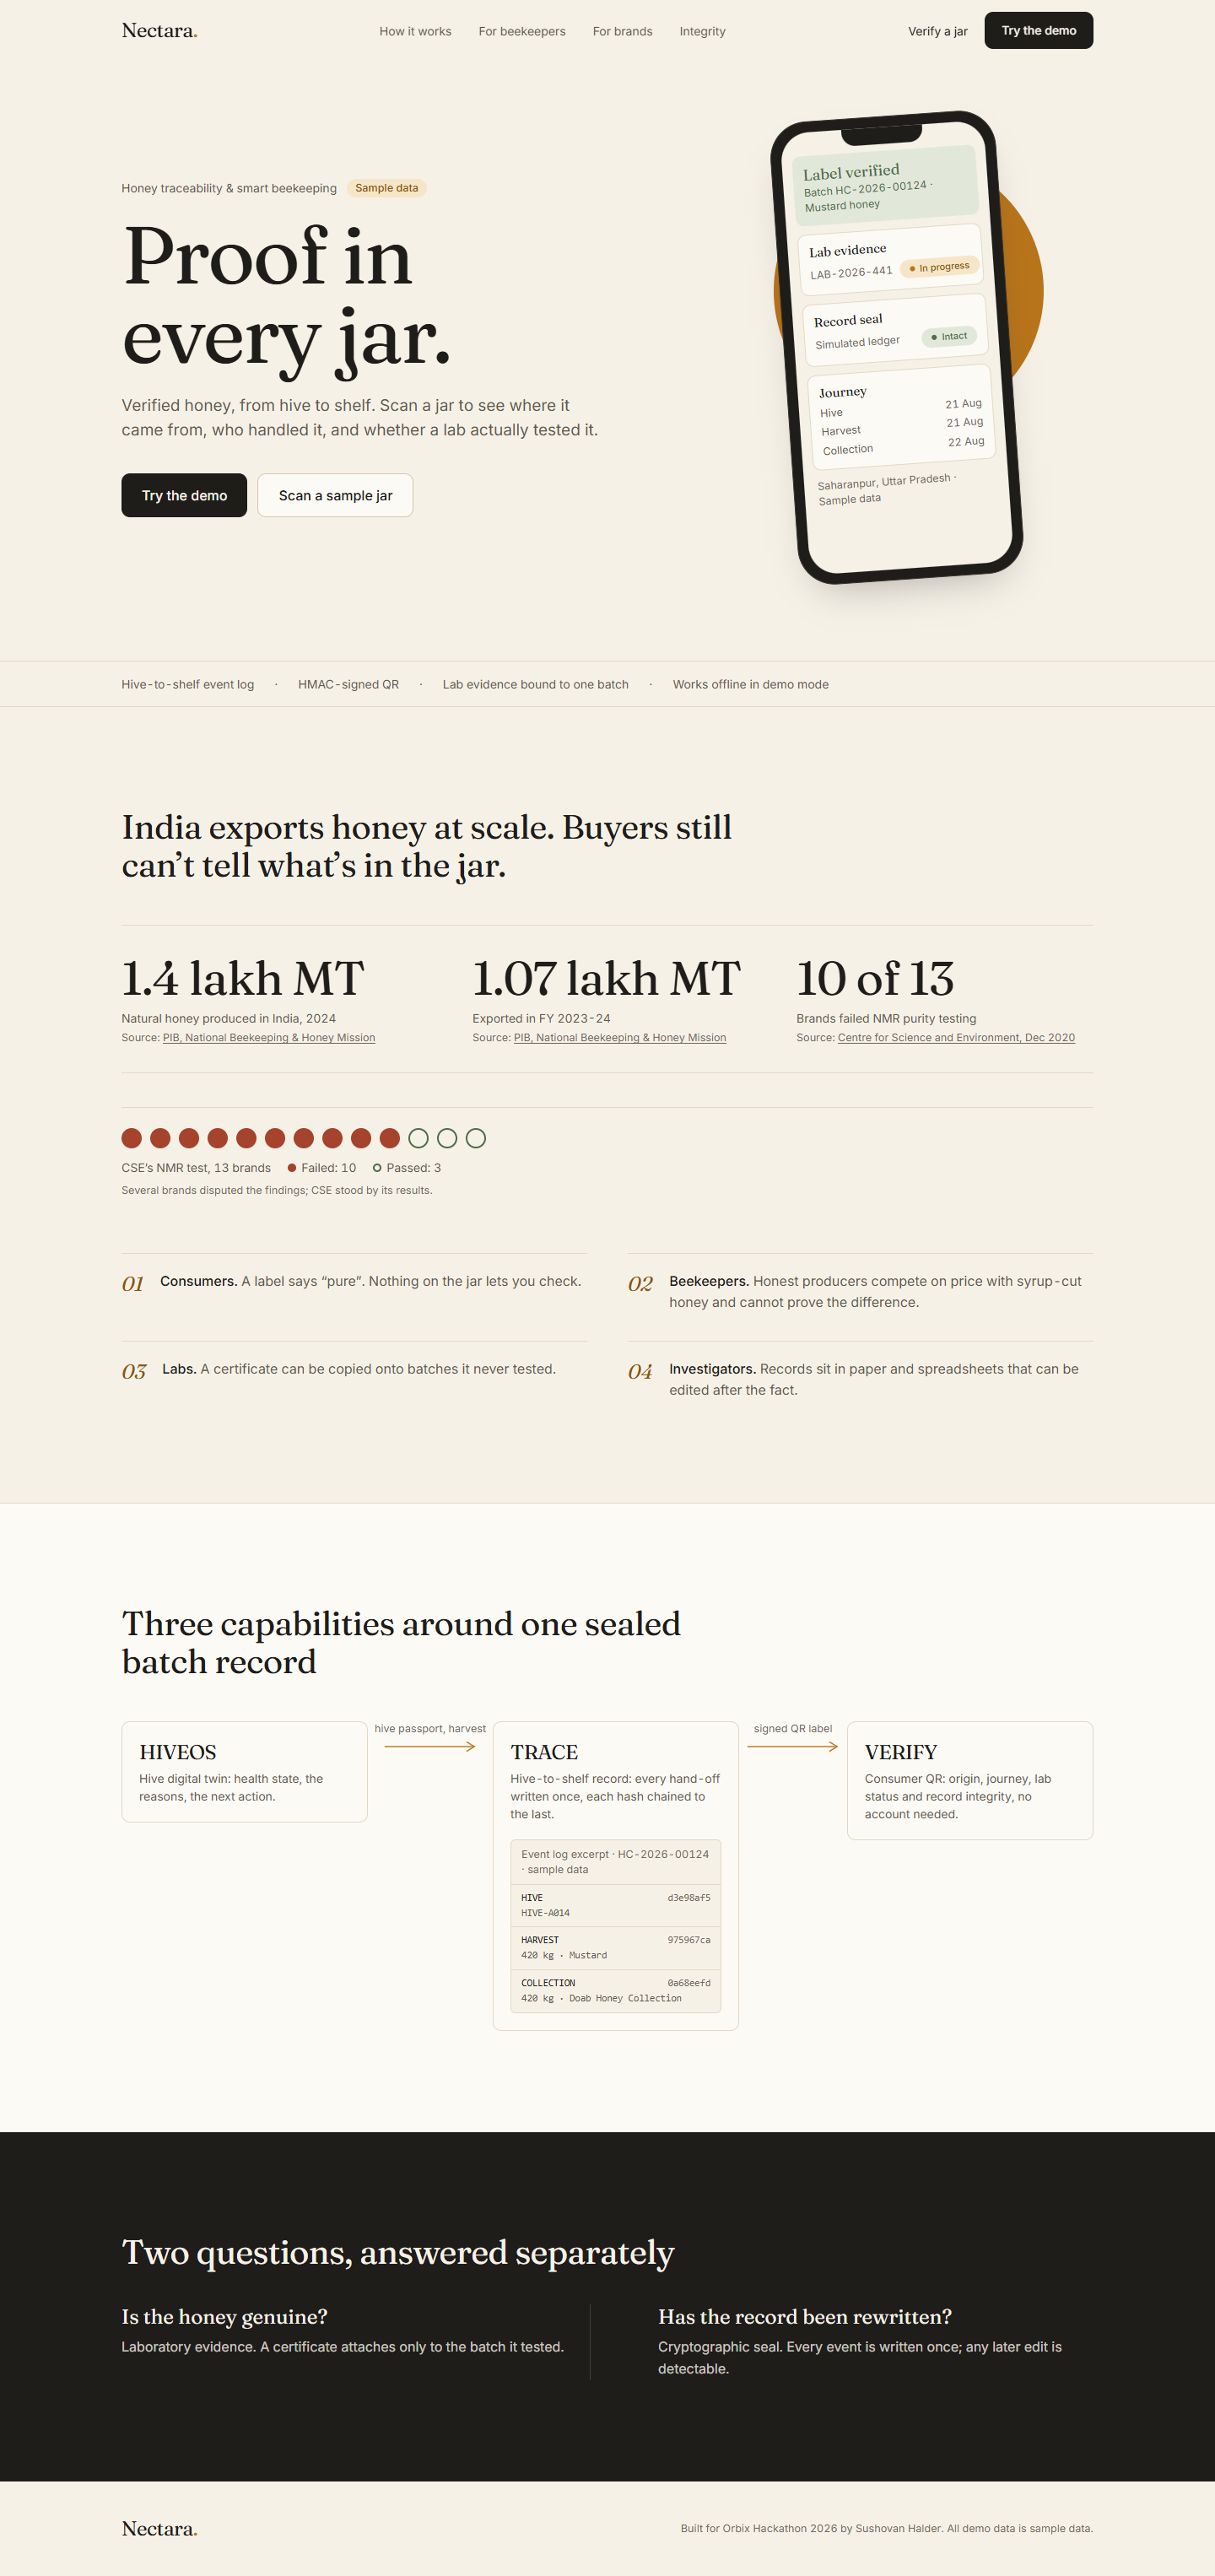 Nectara.
How it works
For beekeepers
For brands
Integrity
Verify a jar
Try the demo
Honey traceability & smart beekeeping
Sample data
Proof in
every jar.
Verified honey, from hive to shelf. Scan a jar to see where it
came from, who handled it, and whether a lab actually tested it.
Try the demo
Scan a sample jar
Label verified
Batch HC-2026-00124 ·
Mustard honey
Lab evidence
LAB-2026-441
In progress
Record seal
Simulated ledger
Intact
Journey
Hive 21 Aug
Harvest 21 Aug
Collection 22 Aug
Saharanpur, Uttar Pradesh ·
Sample data
Hive-to-shelf event log · HMAC-signed QR · Lab evidence bound to one batch · Works offline in demo mode
India exports honey at scale. Buyers still
can’t tell what’s in the jar.
1.4 lakh MT
Natural honey produced in India, 2024
Source: PIB, National Beekeeping & Honey Mission
1.07 lakh MT
Exported in FY 2023-24
Source: PIB, National Beekeeping & Honey Mission
10 of 13
Brands failed NMR purity testing
Source: Centre for Science and Environment, Dec 2020
CSE’s NMR test, 13 brands
Failed: 10
Passed: 3
Several brands disputed the findings; CSE stood by its results.
01 Consumers. A label says “pure”. Nothing on the jar lets you check.
02 Beekeepers. Honest producers compete on price with syrup-cut
honey and cannot prove the difference.
03 Labs. A certificate can be copied onto batches it never tested.
04 Investigators. Records sit in paper and spreadsheets that can be
edited after the fact.
Three capabilities around one sealed
batch record
HIVEOS
Hive digital twin: health state, the
reasons, the next action.
hive passport, harvest
TRACE
Hive-to-shelf record: every hand-off
written once, each hash chained to
the last.
Event log excerpt · HC-2026-00124
· sample data
HIVE d3e98af5
HIVE-A014
HARVEST 975967ca
420 kg · Mustard
COLLECTION 0a68eefd
420 kg · Doab Honey Collection
signed QR label
VERIFY
Consumer QR: origin, journey, lab
status and record integrity, no
account needed.
Two questions, answered separately
Is the honey genuine?
Laboratory evidence. A certificate attaches only to the batch it tested.
Has the record been rewritten?
Cryptographic seal. Every event is written once; any later edit is
detectable.
Nectara.
Built for Orbix Hackathon 2026 by Sushovan Halder. All demo data is sample data.